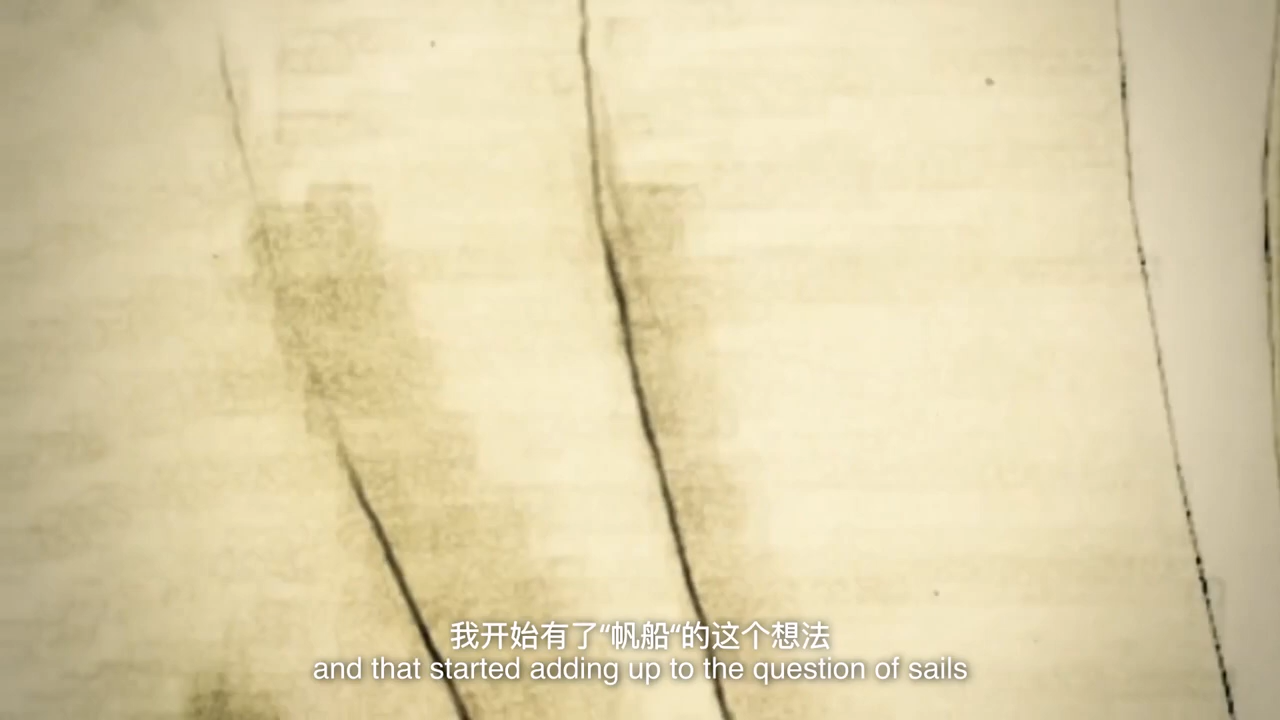 我开始有了“帆船“的这个想法
and that started adding up to the question of sails